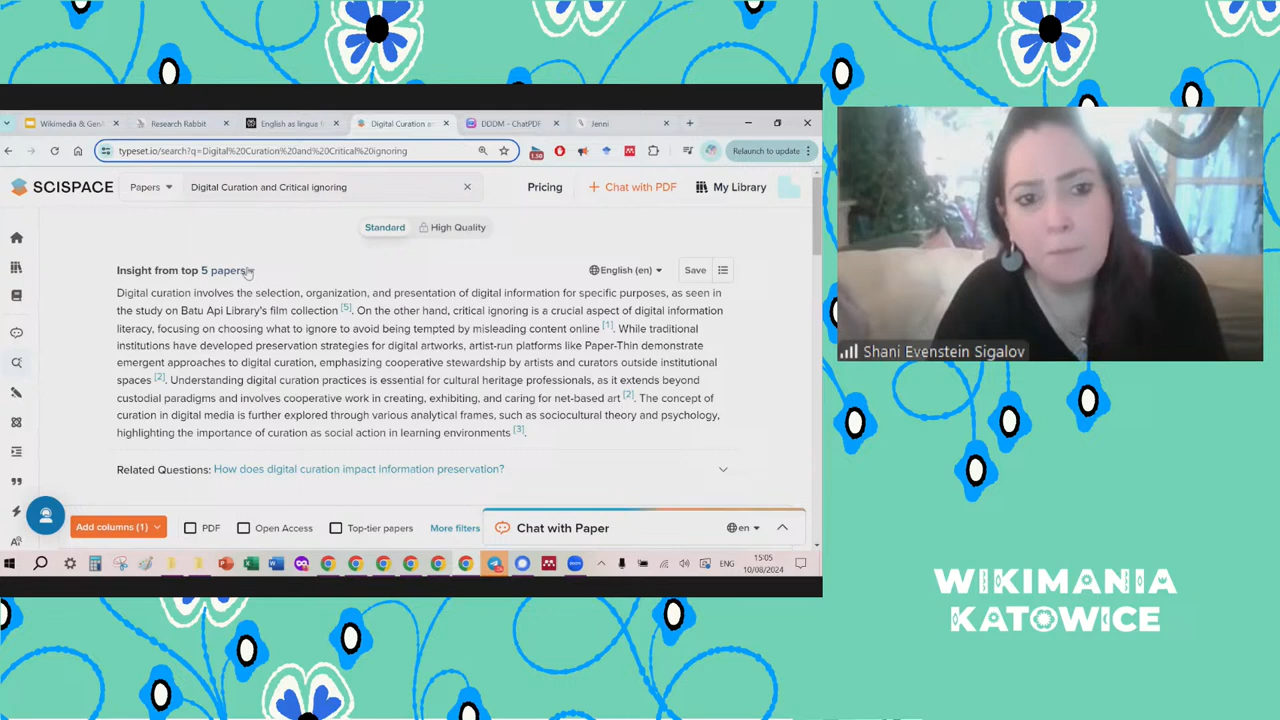 Wikimedia & GenA
Research Rabbit
English as lingue f
Digital Curation an
DDDM - ChatPDF
Jenni
typeset.io/search?q=Digital%20Curation%20and%20Critical%20ignoring
1.50
Relaunch to update
SCISPACE
Papers
Digital Curation and Critical ignoring
Pricing
+ Chat with PDF
My Library
Standard
High Quality
Insight from top 5 papers
English (en)
Save
Digital curation involves the selection, organization, and presentation of digital information for specific purposes, as seen in
the study on Batu Api Library's film collection [5]. On the other hand, critical ignoring is a crucial aspect of digital information
literacy, focusing on choosing what to ignore to avoid being tempted by misleading content online [1]. While traditional
institutions have developed preservation strategies for digital artworks, artist-run platforms like Paper-Thin demonstrate
emergent approaches to digital curation, emphasizing cooperative stewardship by artists and curators outside institutional
spaces [2]. Understanding digital curation practices is essential for cultural heritage professionals, as it extends beyond
custodial paradigms and involves cooperative work in creating, exhibiting, and caring for net-based art [2]. The concept of
curation in digital media is further explored through various analytical frames, such as sociocultural theory and psychology,
highlighting the importance of curation as social action in learning environments [3].
Related Questions: How does digital curation impact information preservation?
Add columns (1)
PDF
Open Access
Top-tier papers
More filters
Chat with Paper
en
ENG
15:05
10/08/2024
Shani Evenstein Sigalov
WIKIMANIA
KATOWICE